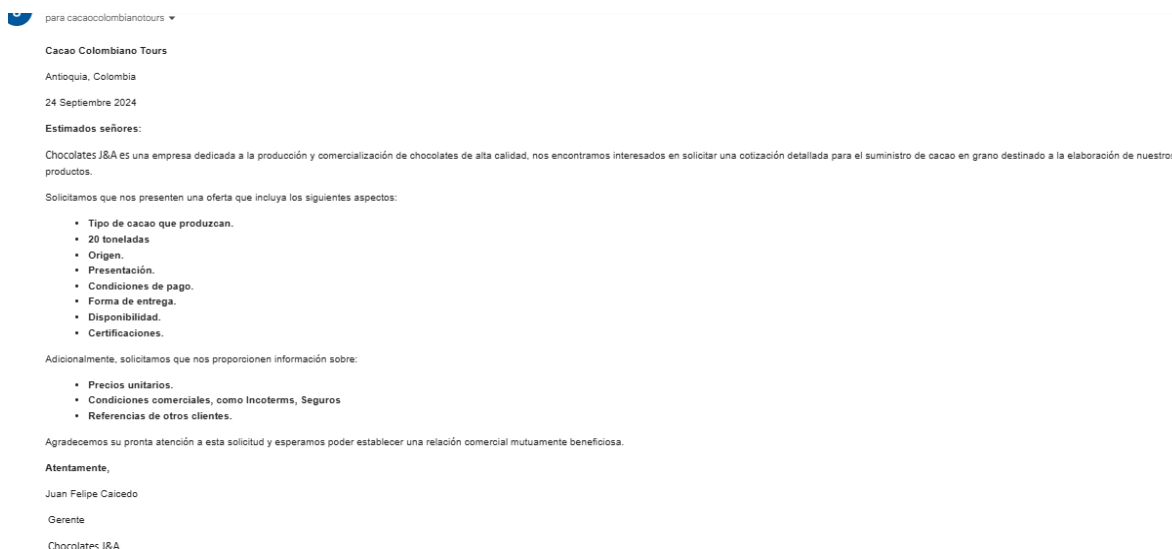 para cacaocolombianotours
Cacao Colombiano Tours
Antioquia, Colombia
24 Septiembre 2024
Estimados señores:
Chocolates J&A es una empresa dedicada a la producción y comercialización de chocolates de alta calidad, nos encontramos interesados en solicitar una cotización detallada para el suministro de cacao en grano destinado a la elaboración de nuestros
productos.
Solicitamos que nos presenten una oferta que incluya los siguientes aspectos:
• Tipo de cacao que produzcan.
• 20 toneladas
• Origen.
• Presentación.
• Condiciones de pago.
• Forma de entrega.
• Disponibilidad.
• Certificaciones.
Adicionalmente, solicitamos que nos proporcionen información sobre:
• Precios unitarios.
• Condiciones comerciales, como Incoterms, Seguros
• Referencias de otros clientes.
Agradecemos su pronta atención a esta solicitud y esperamos poder establecer una relación comercial mutuamente beneficiosa.
Atentamente,
Juan Felipe Caicedo
Gerente
Chocolates J&A